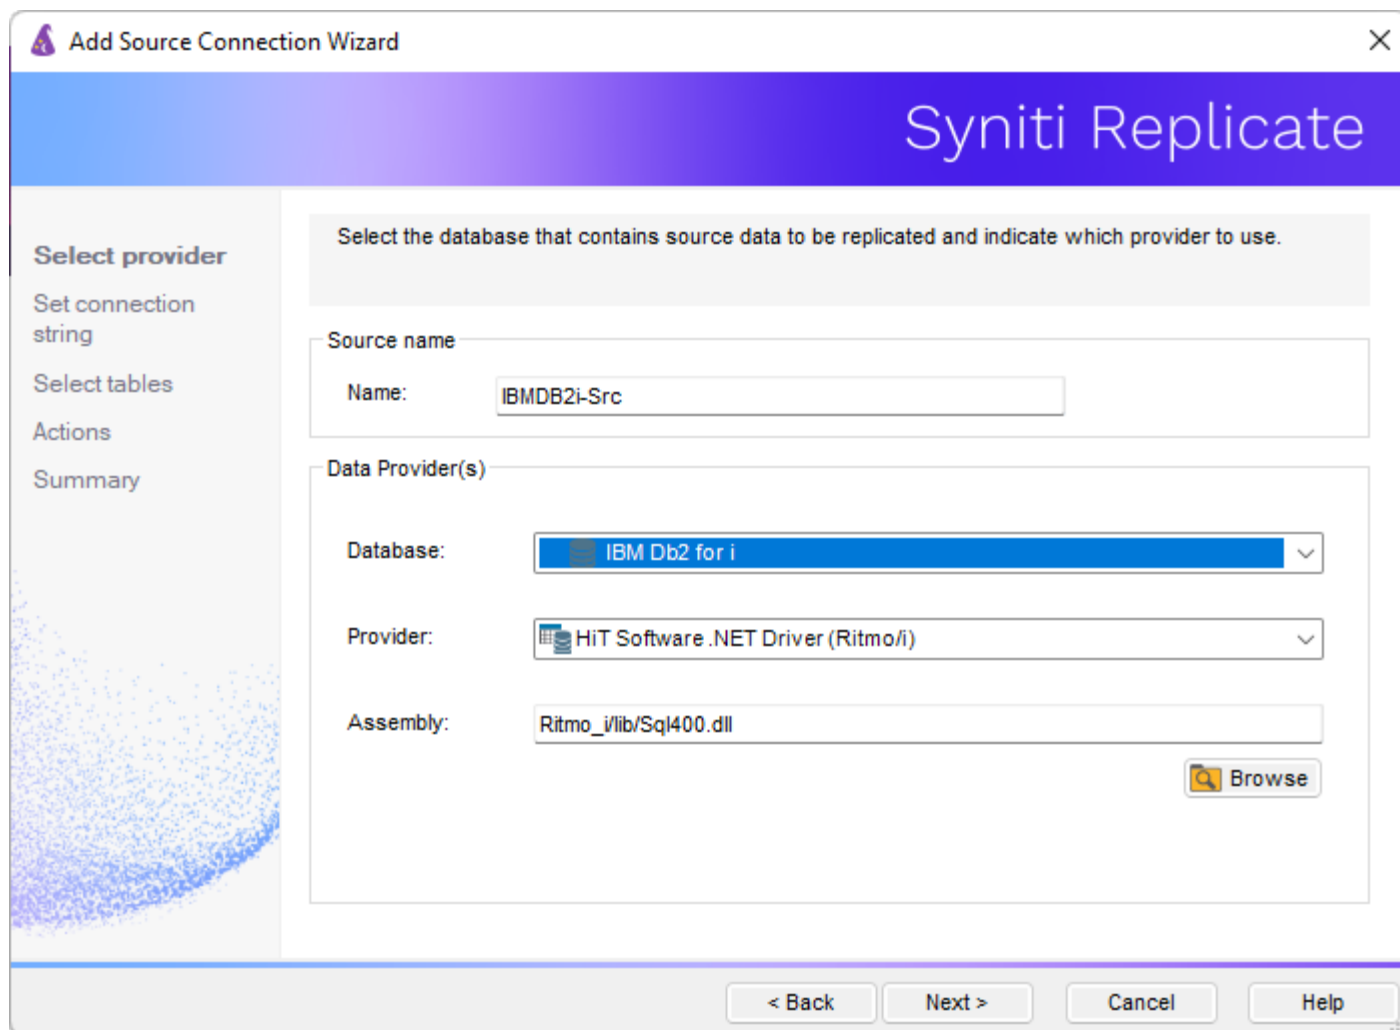 Add Source Connection Wizard
Syniti Replicate
Select provider
Set connection
string
Select tables
Actions
Summary
Select the database that contains source data to be replicated and indicate which provider to use.
Source name
Name:
IBMDB2i-Src
Data Provider(s)
Database:
IBM Db2 for i
Provider:
HiT Software .NET Driver (Ritmo/i)
Assembly:
Ritmo_i/lib/Sql400.dll
Browse
< Back
Next >
Cancel
Help